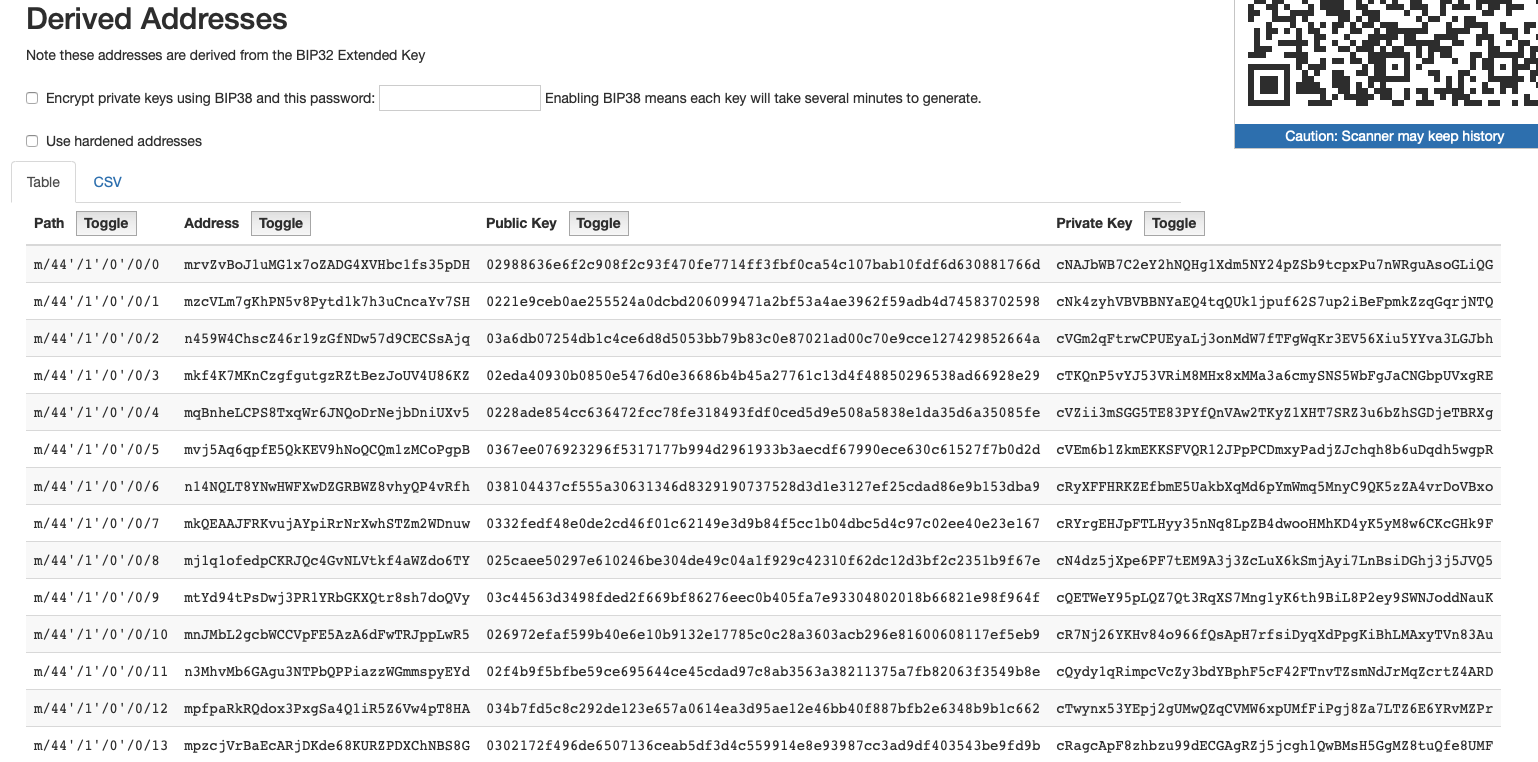 Derived Addresses
Note these addresses are derived from the BIP32 Extended Key
Encrypt private keys using BIP38 and this password: Enabling BIP38 means each key will take several minutes to generate.
Use hardened addresses
Caution: Scanner may keep history
Table CSV
Path Toggle Address Toggle Public Key Toggle Private Key Toggle
m/44'/1'/0'/0/0 mrvZvBoJ1uMG1x7oZADG4XVHbc1fs35pDH 02988636e6f2c908f2c93f470fe7714ff3fbf0ca54c107bab10fdf6d630881766d cNAJbWB7C2eY2hNQHg1Xdm5NY24pZSb9tcpxPu7nWRguAsoGLiQG
m/44'/1'/0'/0/1 mzcVLm7gKhPN5v8Pytd1k7h3uCncaYv7SH 0221e9ceb0ae255524a0dcbd206099471a2bf53a4ae3962f59adb4d74583702598 cNk4zyhVBVBBNYaEQ4tqQUk1jpuf62S7up2iBeFpmkZzqGqrjNTQ
m/44'/1'/0'/0/2 n459W4ChscZ46r19zGfNDw57d9CECSsAjq 03a6db07254db1c4ce6d8d5053bb79b83c0e87021ad00c70e9cce127429852664a cVGm2qFtrwCPUEyaLj3onMdW7fTFgWqKr3EV56Xiu5YYva3LGJbh
m/44'/1'/0'/0/3 mkf4K7MKnCzgfgutgzRZtBezJoUV4U86KZ 02eda40930b0850e5476d0e36686b4b45a27761c13d4f48850296538ad66928e29 cTKQnP5vYJ53VRiM8MHx8xMMa3a6cmySNS5WbFgJaCNGbpUVxgRE
m/44'/1'/0'/0/4 mqBnheLCPS8TxqWr6JNQoDrNejbDniUXv5 0228ade854cc636472fcc78fe318493fdf0ced5d9e508a5838e1da35d6a35085fe cVZii3mSGG5TE83PYfQnVAw2TKyZ1XHT7SRZ3u6bZhSGDjeTBRXg
m/44'/1'/0'/0/5 mvj5Aq6qpfE5QkKEV9hNoQCQm1zMCoPgpB 0367ee076923296f5317177b994d2961933b3aecdf67990ece630c61527f7b0d2d cVEm6b1ZkmEKKSFVQR12JPpPCDmxyPadjZJchqh8b6uDqdh5wgpR
m/44'/1'/0'/0/6 n14NQLT8YNwHWFXwDZGRBWZ8vhyQP4vRfh 038104437cf555a30631346d8329190737528d3d1e3127ef25cdad86e9b153dba9 cRyXFFHRKZEfbmE5UakbXqMd6pYmWmq5MnyC9QK5zZA4vrDoVBxo
m/44'/1'/0'/0/7 mkQEAAJFRKvujAYpiRrNrXwhSTZm2WDnuw 0332fedf48e0de2cd46f01c62149e3d9b84f5cc1b04dbc5d4c97c02ee40e23e167 cRYrgEHJpFTLHyy35nNq8LpZB4dwooHMhKD4yK5yM8w6CKcGHk9F
m/44'/1'/0'/0/8 mj1q1ofedpCKRJQc4GvNLVtkf4aWZdo6TY 025caee50297e610246be304de49c04a1f929c42310f62dc12d3bf2c2351b9f67e cN4dz5jXpe6PF7tEM9A3j3ZcLuX6kSmjAyi7LnBsiDGhj3j5JVQ5
m/44'/1'/0'/0/9 mtYd94tPsDwj3PR1YRbGKXQtr8sh7doQVy 03c44563d3498fded2f669bf86276eec0b405fa7e93304802018b66821e98f964f cQETWeY95pLQZ7Qt3RqXS7Mng1yK6th9BiL8P2ey9SWNJoddNauK
m/44'/1'/0'/0/10 mnJMbL2gcbWCCVpFE5AzA6dFwTRJppLwR5 026972efaf599b40e6e10b9132e17785c0c28a3603acb296e81600608117ef5eb9 cR7Nj26YKHv84o966fQsApH7rfsiDyqXdPpgKiBhLMAxyTVn83Au
m/44'/1'/0'/0/11 n3MhvMb6GAgu3NTPbQPPiazzWGmmspyEYd 02f4b9f5bfbe59ce695644ce45cdad97c8ab3563a38211375a7fb82063f3549b8e cQydy1qRimpcVcZy3bdYBphF5cF42FTnvTZsmNdJrMqZcrtZ4ARD
m/44'/1'/0'/0/12 mpfpaRkRQdox3PxgSa4Q1iR5Z6Vw4pT8HA 034b7fd5c8c292de123e657a0614ea3d95ae12e46bb40f887bfb2e6348b9b1c662 cTwynx53YEpj2gUMwQZqCVMW6xpUMfFiPgj8Za7LTZ6E6YRvMZPr
m/44'/1'/0'/0/13 mpzcjVrBaEcARjDKde68KURZPDXChNBS8G 0302172f496de6507136ceab5df3d4c559914e8e93987cc3ad9df403543be9fd9b cRagcApF8zhbzu99dECGAgRZj5jcgh1QwBMsH5GgMZ8tuQfe8UMF